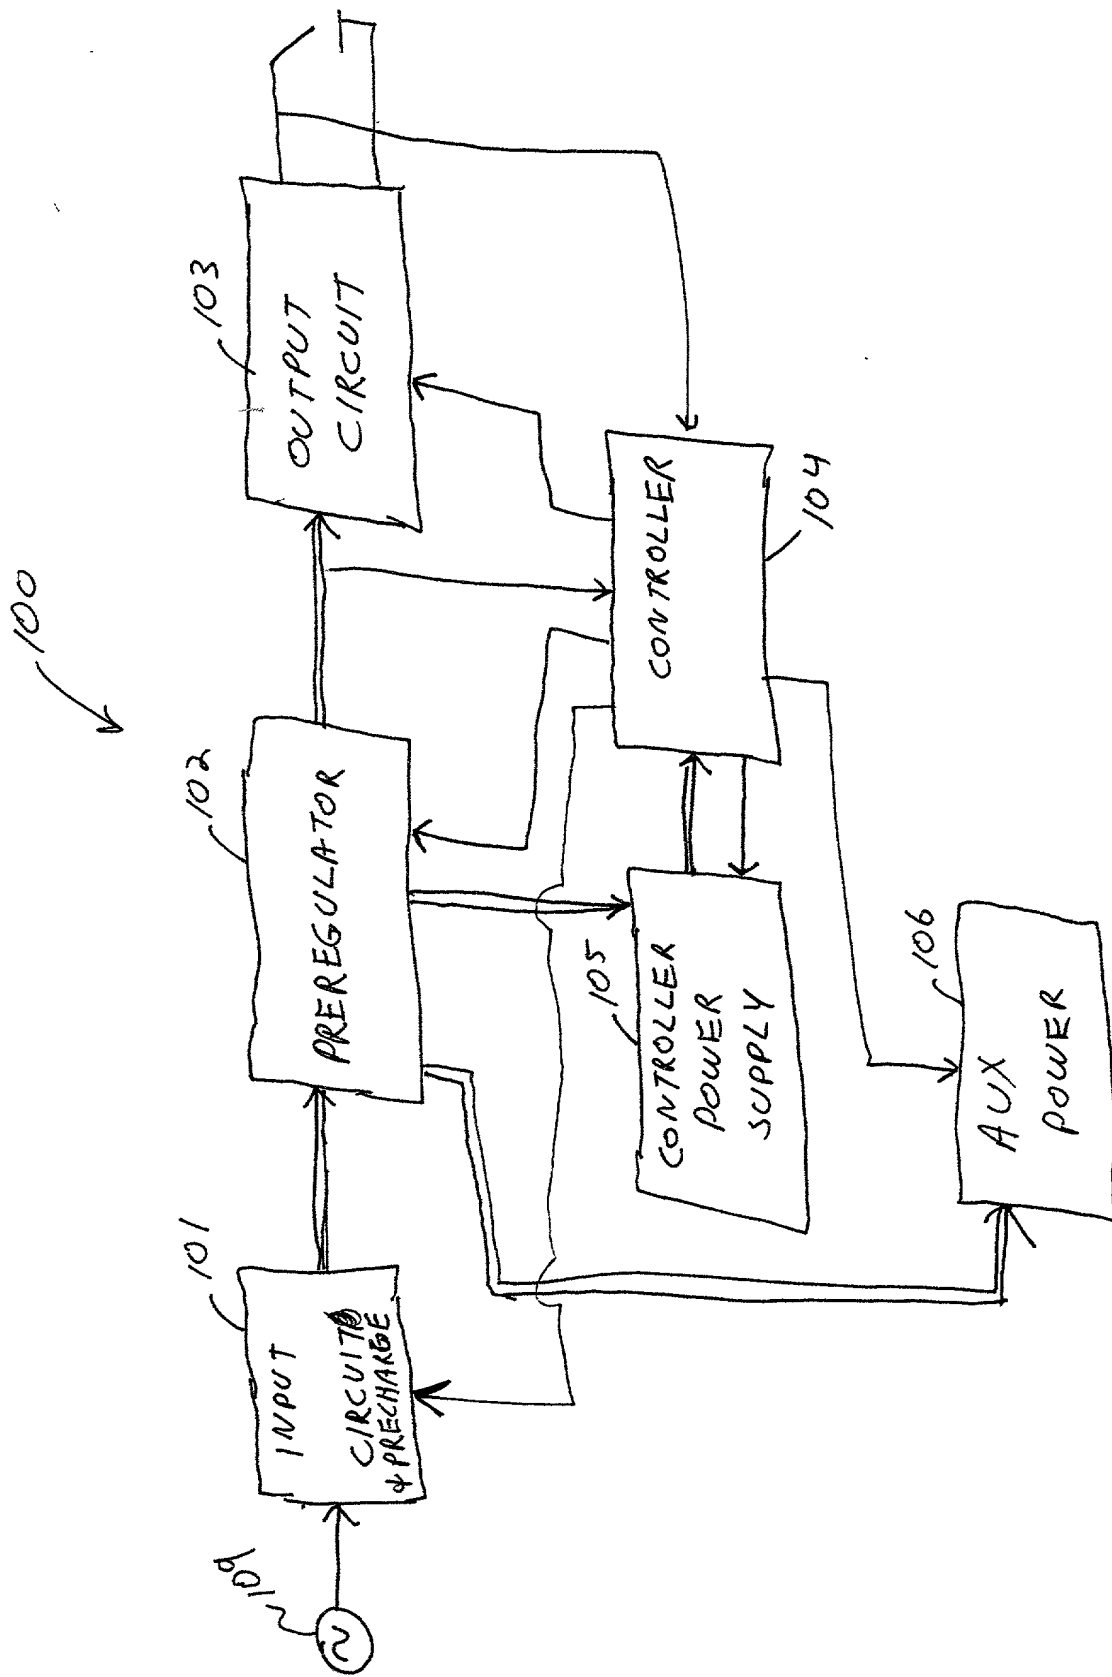 100
109
101
INPUT
CIRCUIT
& PRECHARGE
102
PREREGULATOR
103
OUTPUT
CIRCUIT
CONTROLLER
104
105
CONTROLLER
POWER
SUPPLY
106
AUX
POWER